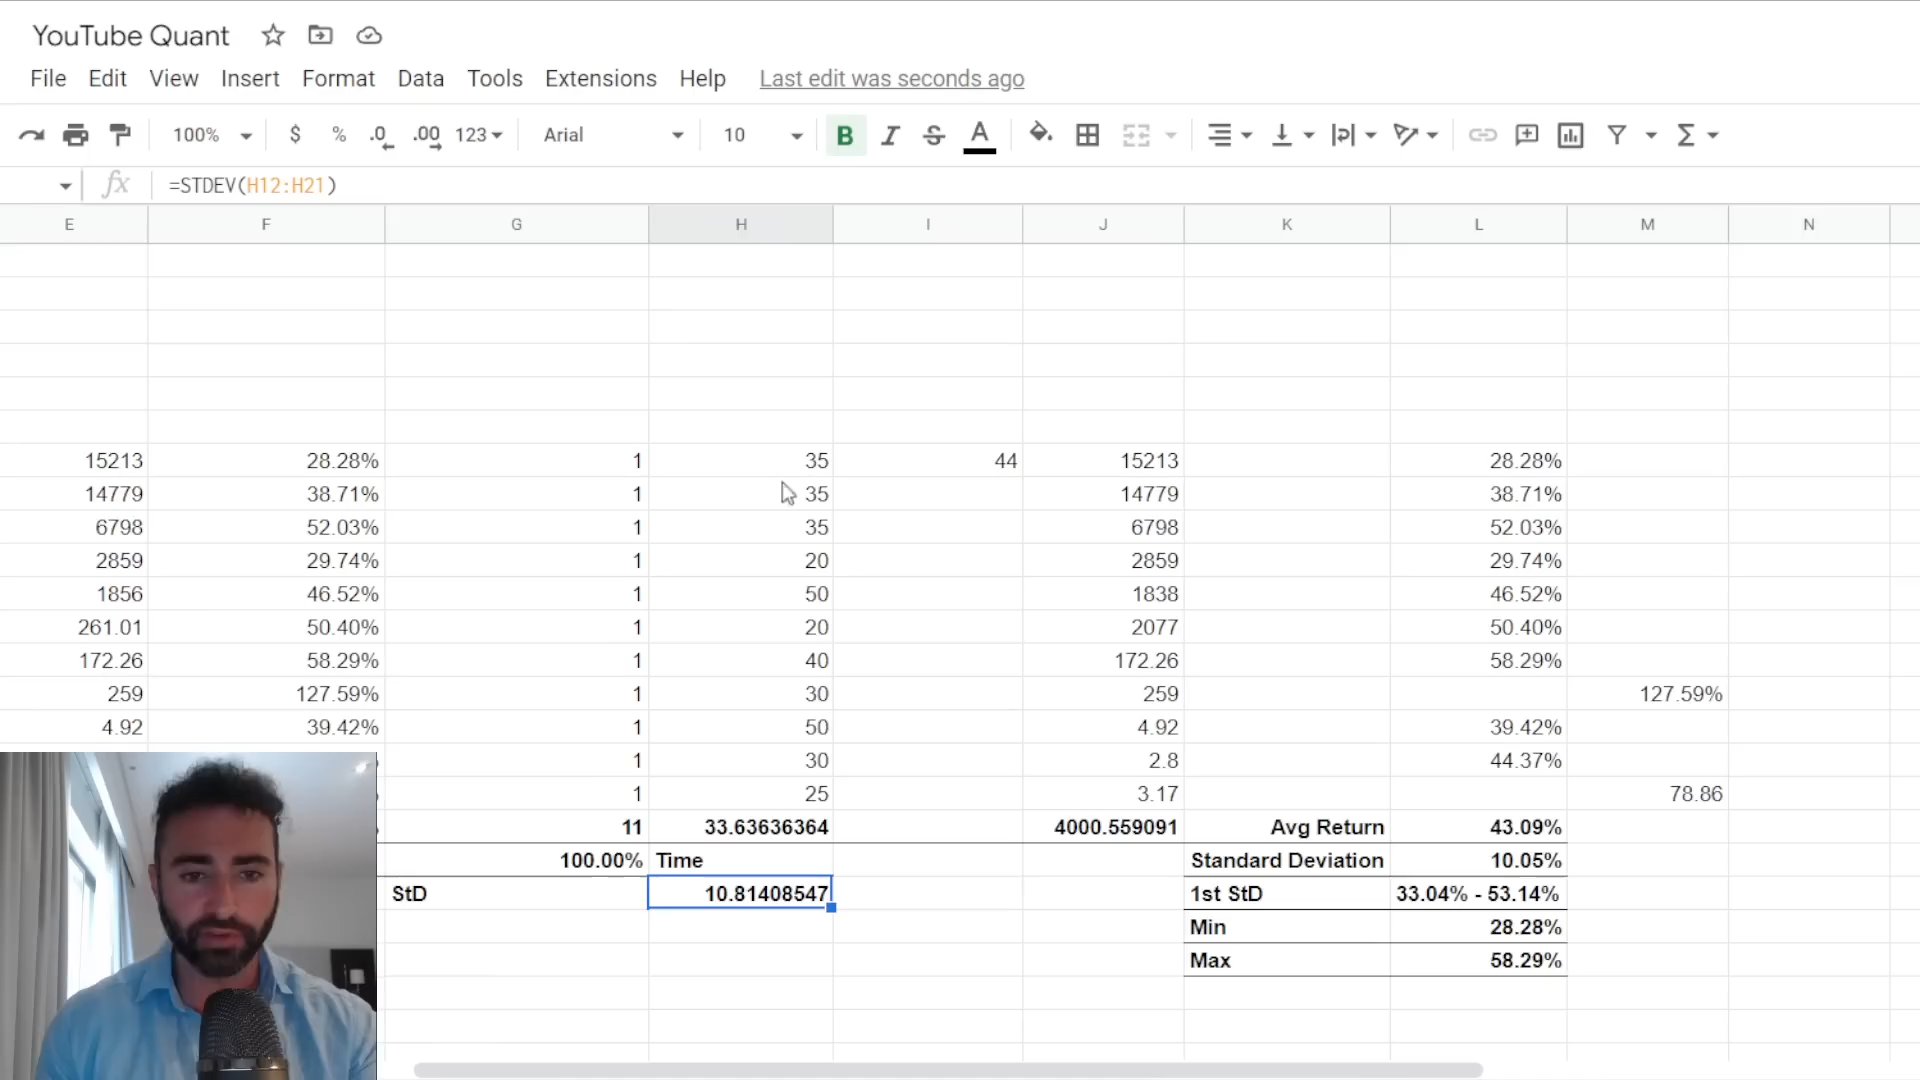 YouTube Quant
File Edit View Insert Format Data Tools Extensions Help Last edit was seconds ago
100% $ % .0 .00 123 Arial 10 B I S A Σ
fx =STDEV(H12:H21)
E F G H I J K L M N
15213 28.28% 1 35 44 15213 28.28%
14779 38.71% 1 35 14779 38.71%
6798 52.03% 1 35 6798 52.03%
2859 29.74% 1 20 2859 29.74%
1856 46.52% 1 50 1838 46.52%
261.01 50.40% 1 20 2077 50.40%
172.26 58.29% 1 40 172.26 58.29%
259 127.59% 1 30 259 127.59%
4.92 39.42% 1 50 4.92 39.42%
1 30 2.8 44.37%
1 25 3.17 78.86
11 33.63636364 4000.559091 Avg Return 43.09%
100.00% Time Standard Deviation 10.05%
StD 10.81408547 1st StD 33.04% - 53.14%
Min 28.28%
Max 58.29%